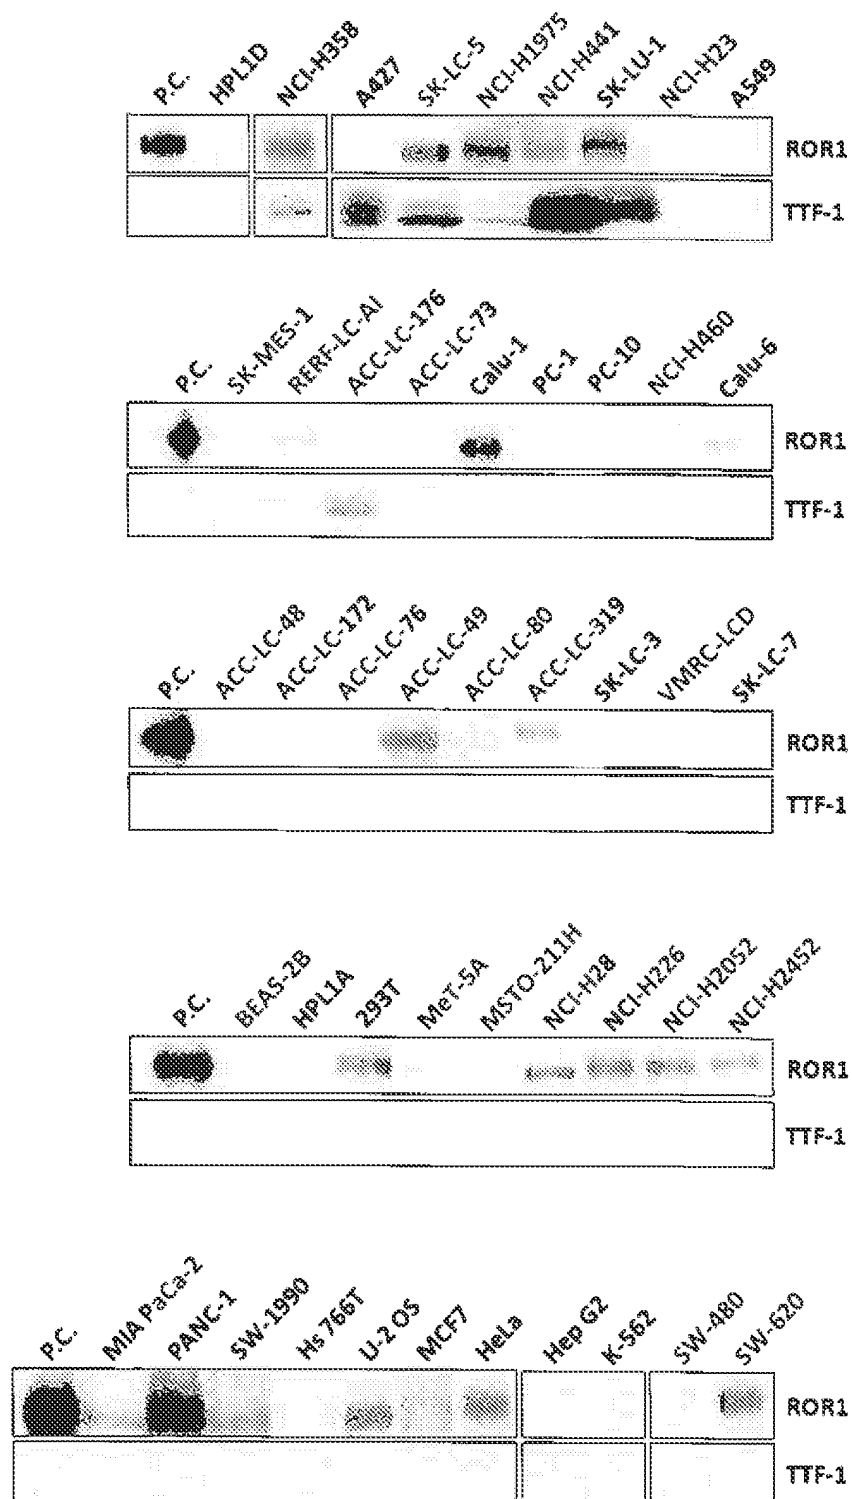 P.C. HPL1D NCI-H358 A427 SK-LC-5 NCI-H1975 NCI-H441 SK-LU-1 NCI-H23 A549
ROR1
TTF-1
P.C. SK-MES-1 RERF-LC-AI ACC-LC-176 ACC-LC-73 Calu-1 PC-1 PC-10 NCI-H460 Calu-6
ROR1
TTF-1
P.C. ACC-LC-48 ACC-LC-172 ACC-LC-76 ACC-LC-49 ACC-LC-80 ACC-LC-319 SK-LC-3 VMRC-LCD SK-LC-7
ROR1
TTF-1
P.C. BEAS-2B HPL1A 293T MeT-5A MSTO-211H NCI-H28 NCI-H226 NCI-H2052 NCI-H2452
ROR1
TTF-1
P.C. MIA PaCa-2 PANC-1 SW-1990 Hs 766T U-2 OS MCF7 HeLa Hep G2 K-562 SW-480 SW-620
ROR1
TTF-1